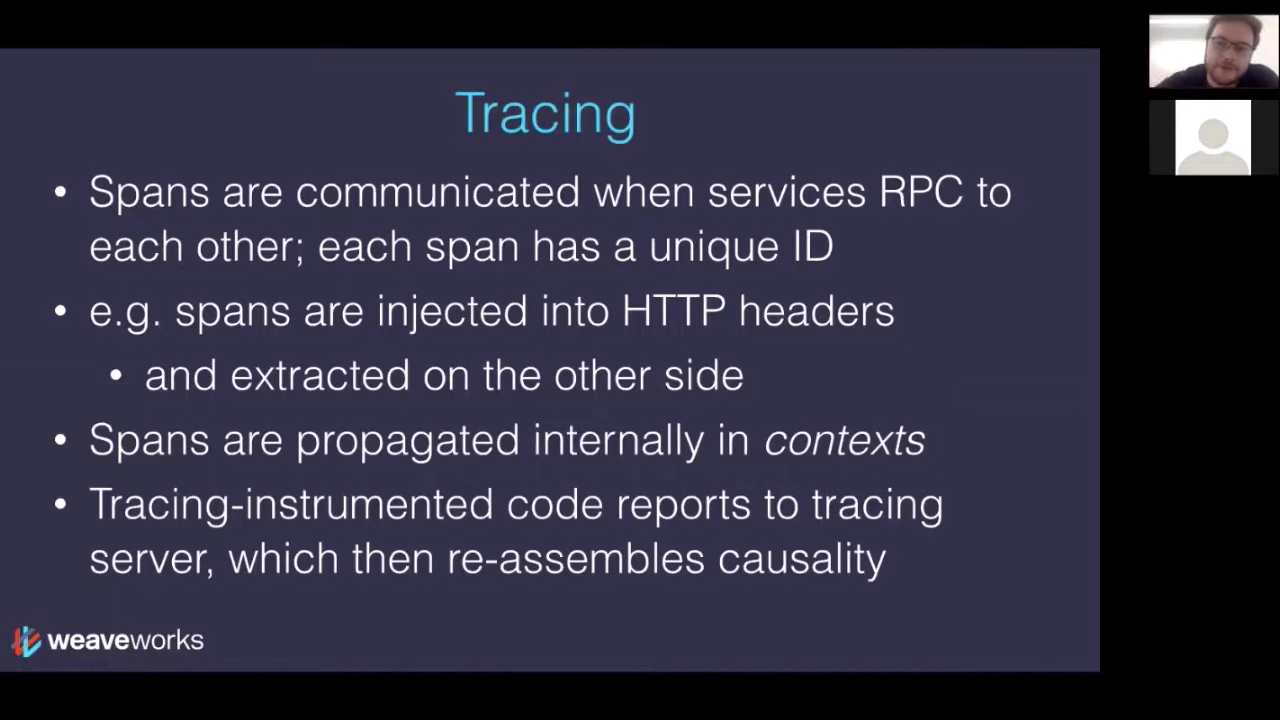 Tracing
• Spans are communicated when services RPC to
each other; each span has a unique ID
• e.g. spans are injected into HTTP headers
• and extracted on the other side
• Spans are propagated internally in contexts
• Tracing-instrumented code reports to tracing
server, which then re-assembles causality
weaveworks